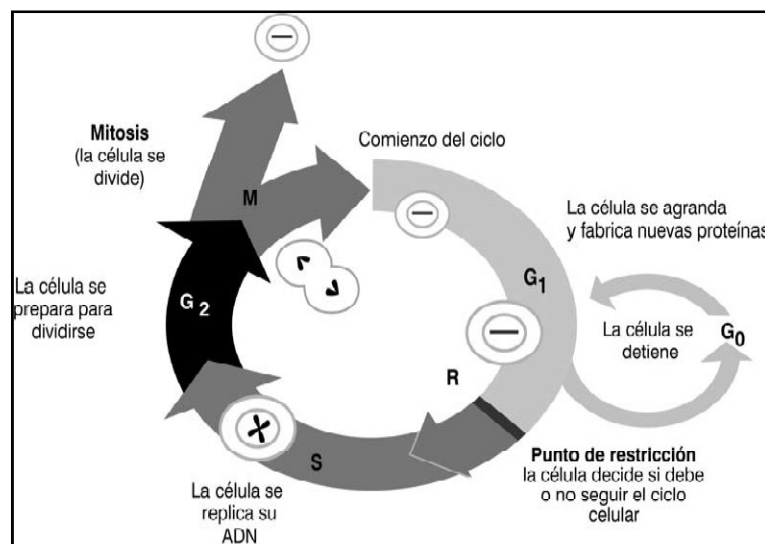 Comienzo del ciclo
Mitosis
(la célula se
divide)
M
La célula se agranda
y fabrica nuevas proteínas
G1
G2
La célula se
prepara para
dividirse
La célula se
detiene
G0
R
Punto de restricción
la célula decide si debe
o no seguir el ciclo
celular
S
La célula se
replica su
ADN